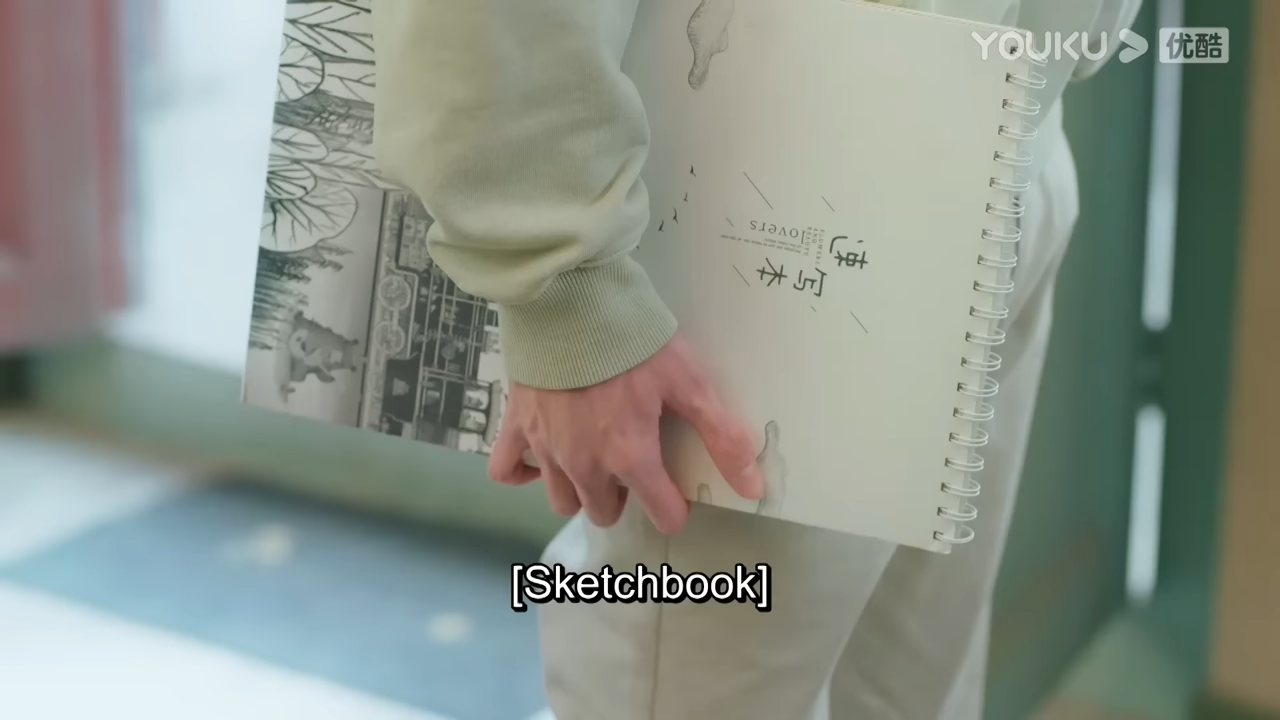 YOUKU 优酷
速写本
lovers
[Sketchbook]